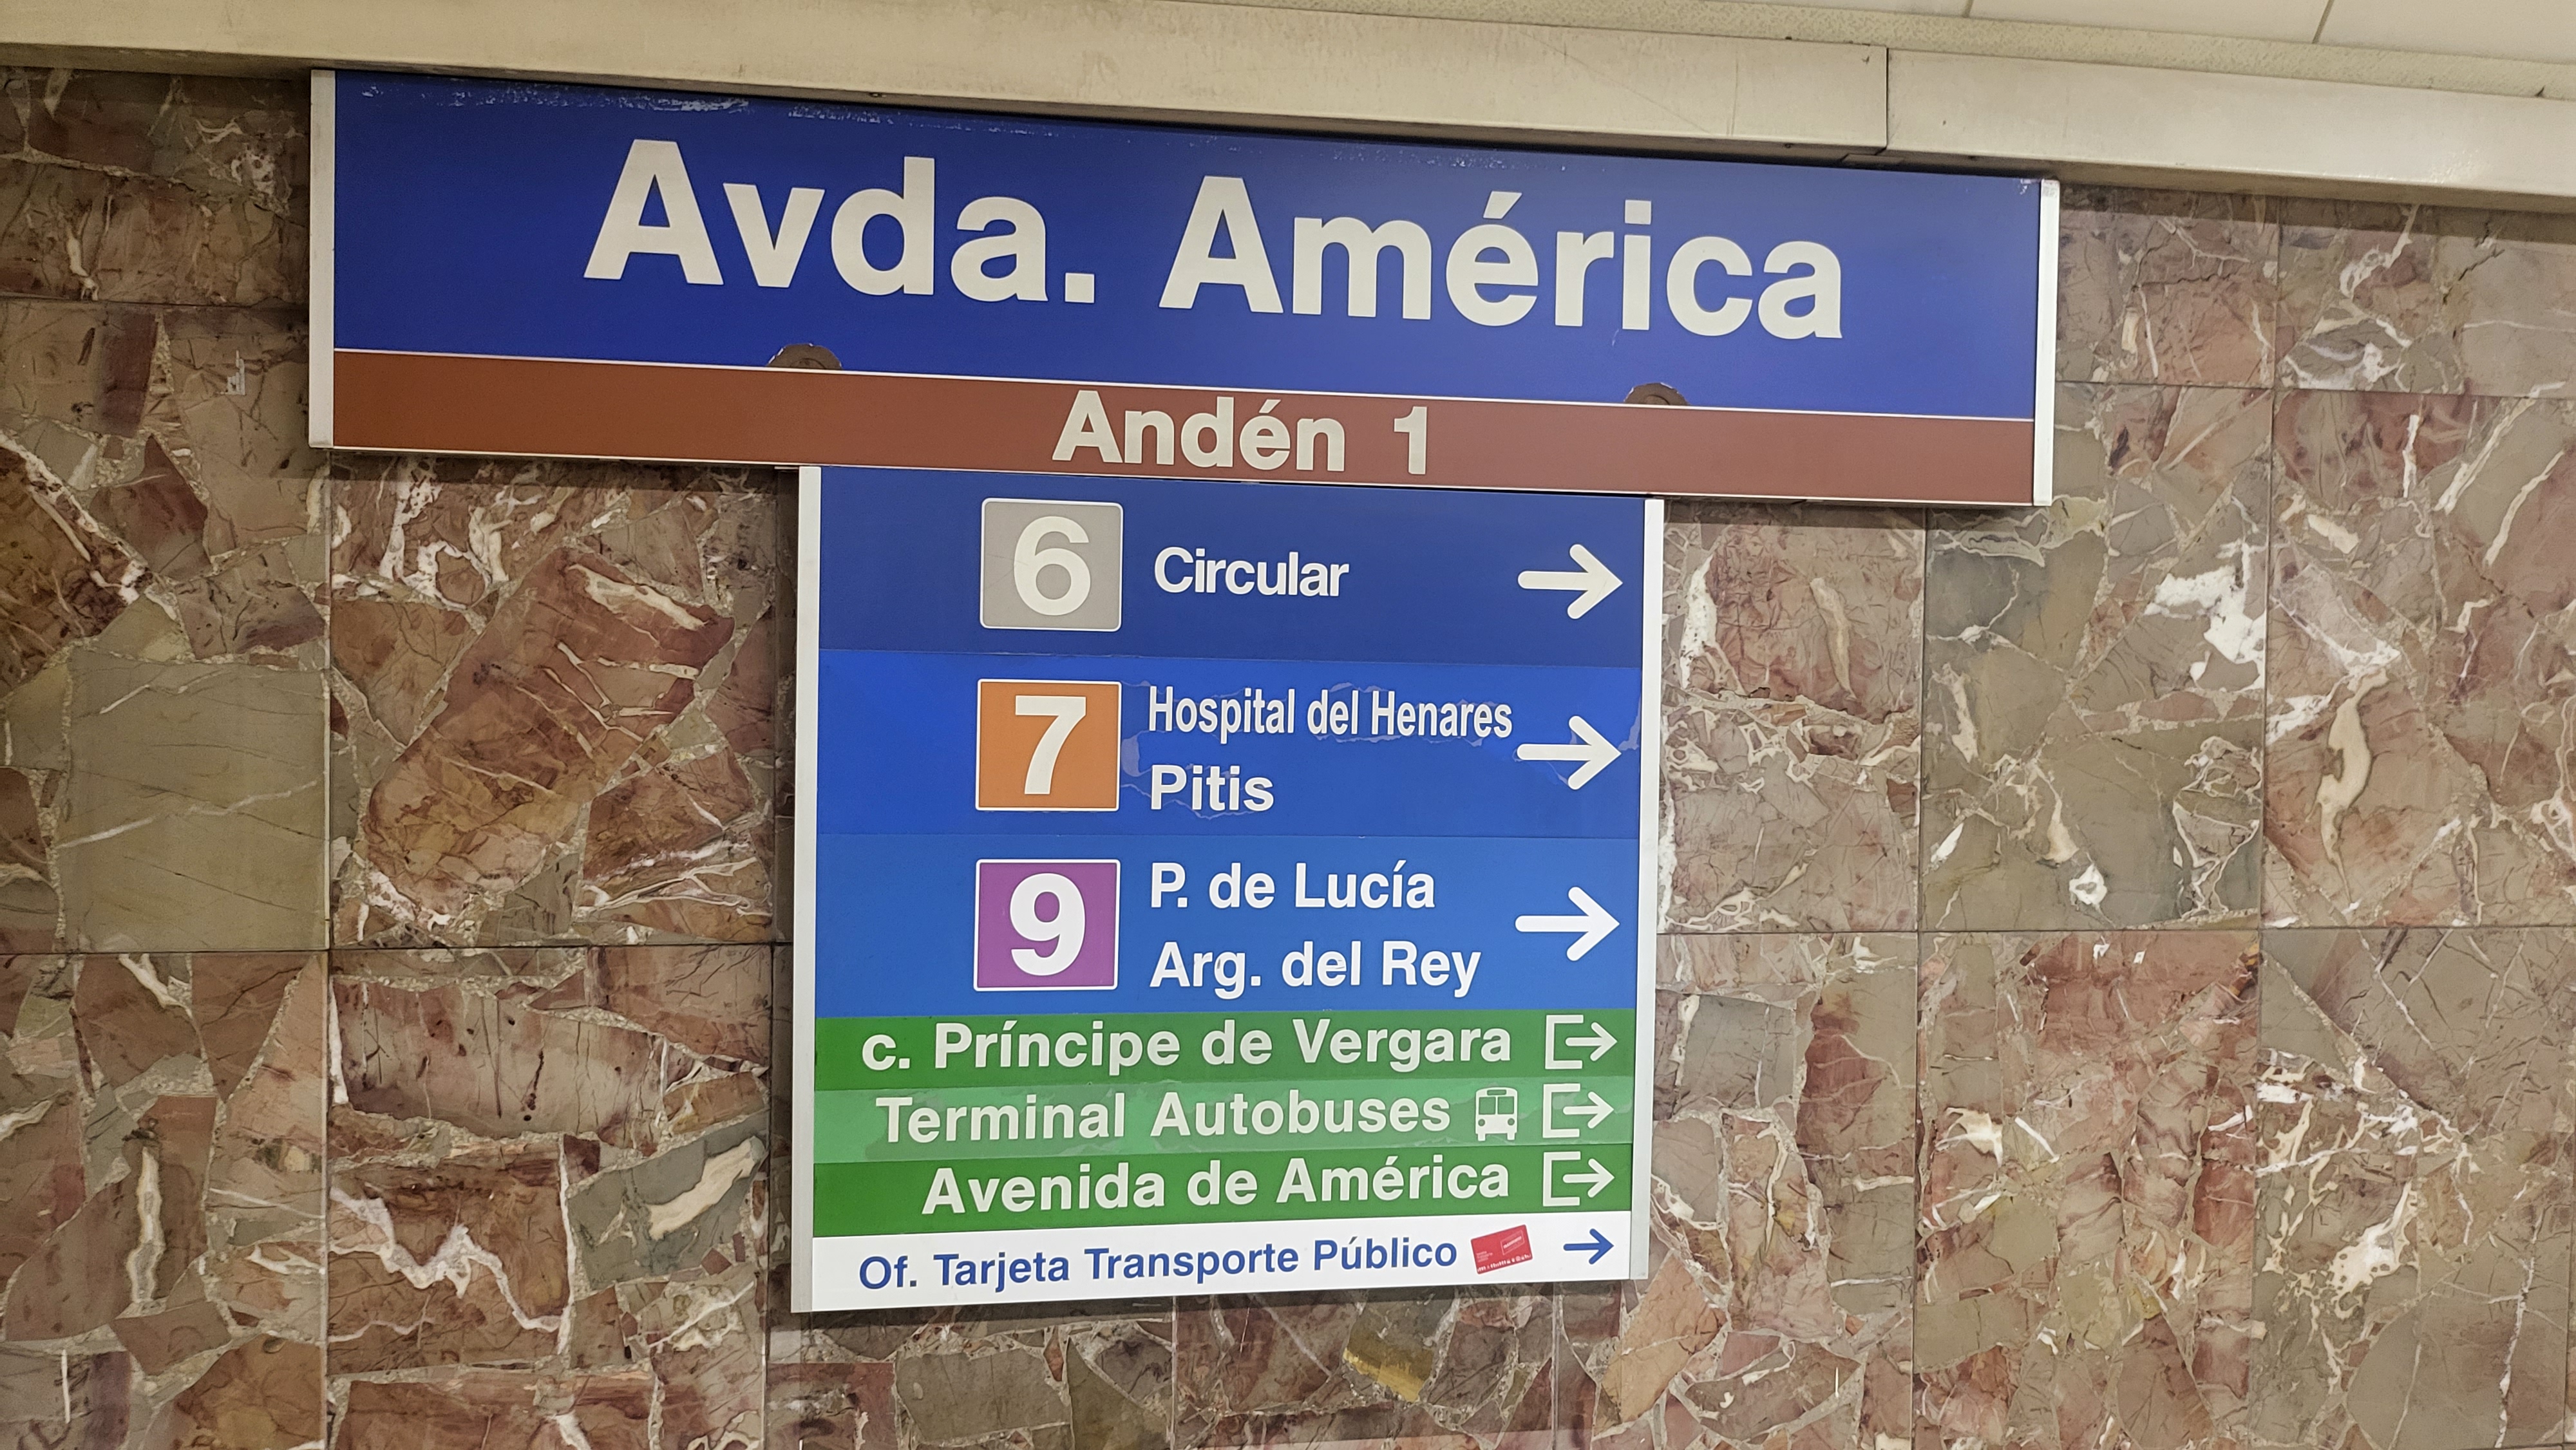 Avda. América
Andén 1
6 Circular
7 Hospital del Henares
Pitis
9 P. de Lucía
Arg. del Rey
c. Príncipe de Vergara
Terminal Autobuses
Avenida de América
Of. Tarjeta Transporte Público